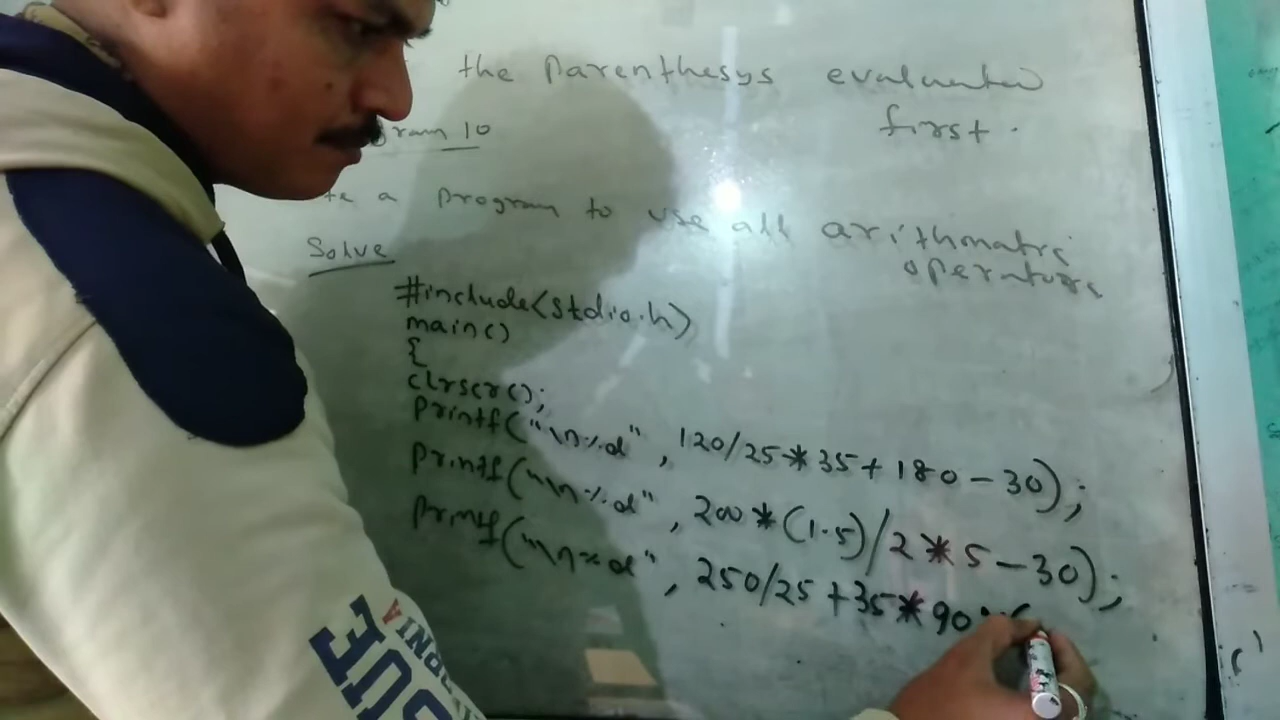 the Parenthesys evaluated
first.
ram 10
te a program to use all arithmatic
operators
Solve
#include<stdio.h>
main()
{
clrscr();
printf("\n%d", 120/25*35+180-30);
printf("\n%d", 200*(1.5)/2*5-30);
printf("\n%d", 250/25+35*90